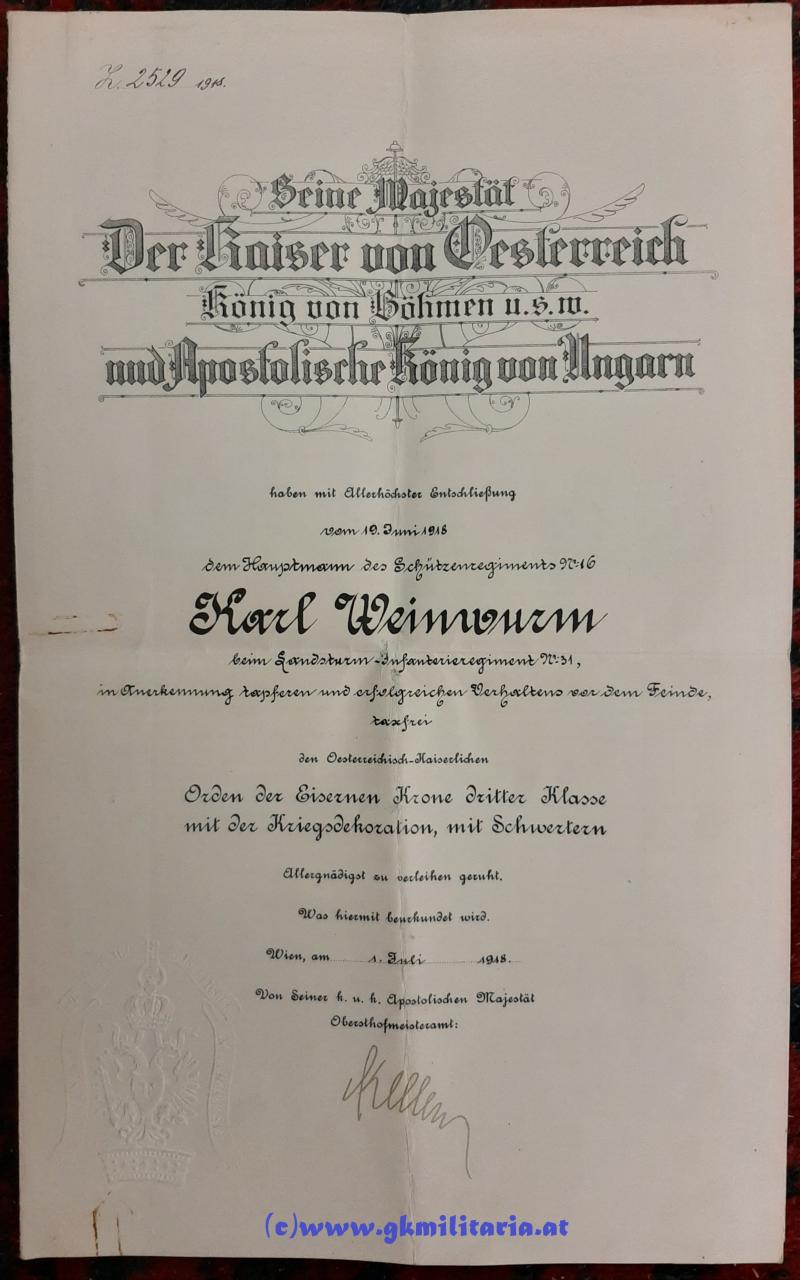 Z. 2529 1918.
Seine Majestät
Der Kaiser von Oesterreich
König von Böhmen u.s.w.
und Apostolische König von Ungarn
haben mit Allerhöchster Entschließung
vom 19. Juni 1918
dem Hauptmann des Schützenregiments Nr. 16
Karl Weinwurm
beim Landsturm-Infanterieregiment Nr. 31,
in Anerkennung tapferen und erfolgreichen Verhaltens vor dem Feinde,
taxfrei
den Oesterreichisch-Kaiserlichen
Orden der Eisernen Krone dritter Klasse
mit der Kriegsdekoration, mit Schwertern
Allergnädigst zu verleihen geruht.
Was hiermit beurkundet wird.
Wien, am 1. Juli 1918.
Von Seiner k. u. k. Apostolischen Majestät
Obersthofmeisteramt:
(c)www.gkmilitaria.at